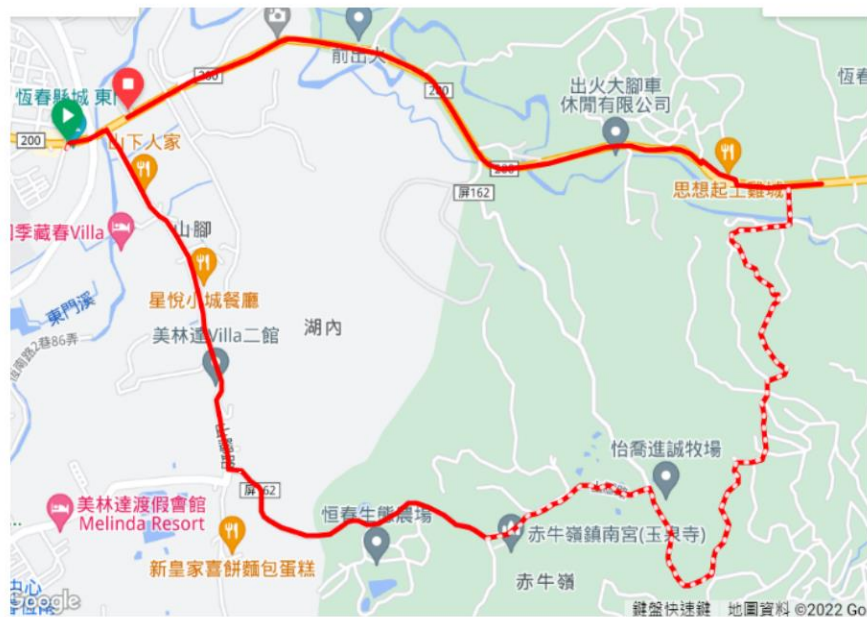 前出火
200
恆春縣城 東門
出火大腳車
休閒有限公司
恆春
200
200
山下人家
200
屏162
思想起土雞城
季藏春Villa
山腳
星悅小城餐廳
東門溪
湖內
美林達Villa二館
恆南路2巷86弄
山腳路
怡喬進誠牧場
屏162
美林達渡假會館
Melinda Resort
恆春生態農場
赤牛嶺鎮南宮(玉泉寺)
新皇家喜餅麵包蛋糕
赤牛嶺
中心
Google
鍵盤快速鍵
地圖資料 ©2022 Go